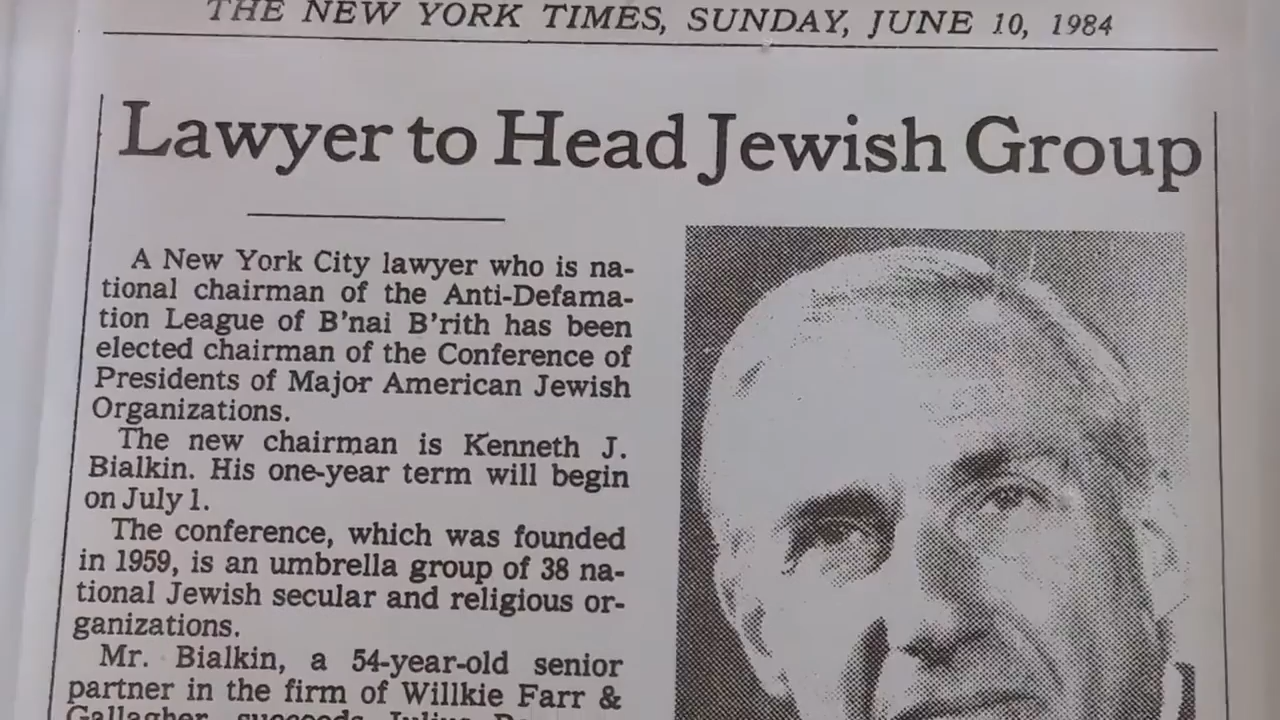 THE NEW YORK TIMES, SUNDAY, JUNE 10, 1984
Lawyer to Head Jewish Group
A New York City lawyer who is na-
tional chairman of the Anti-Defama-
tion League of B'nai B'rith has been
elected chairman of the Conference of
Presidents of Major American Jewish
Organizations.
The new chairman is Kenneth J.
Bialkin. His one-year term will begin
on July 1.
The conference, which was founded
in 1959, is an umbrella group of 38 na-
tional Jewish secular and religious or-
ganizations.
Mr. Bialkin, a 54-year-old senior
partner in the firm of Willkie Farr &
Gallagher, succeeds Julius